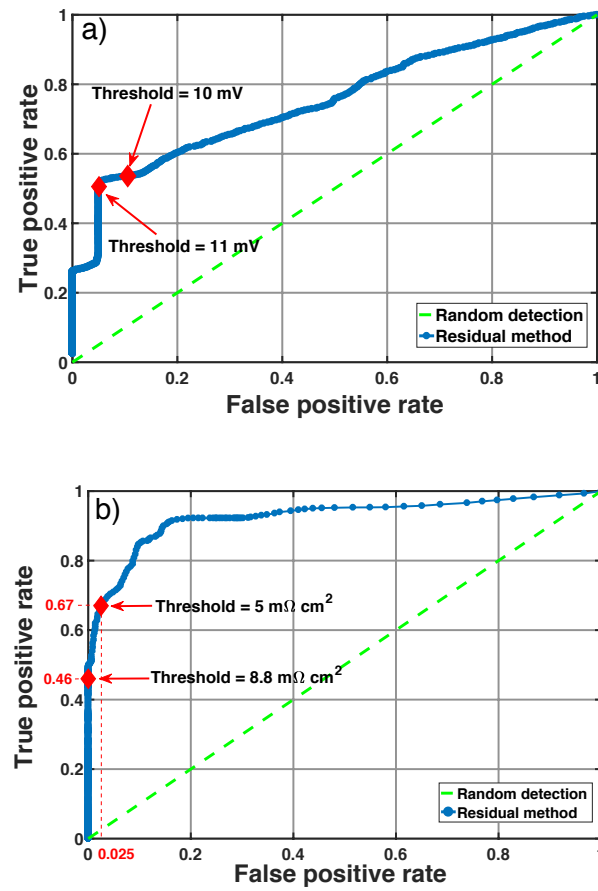 a)
1
0.8
0.6
0.4
0.2
0
0
0.2
0.4
0.6
0.8
1
True positive rate
False positive rate
Threshold = 10 mV
Threshold = 11 mV
Random detection
Residual method
b)
1
0.8
0.67
0.6
0.46
0.4
0.2
0
0
0.025
0.2
0.4
0.6
0.8
1
True positive rate
False positive rate
Threshold = 5 mΩ cm²
Threshold = 8.8 mΩ cm²
Random detection
Residual method